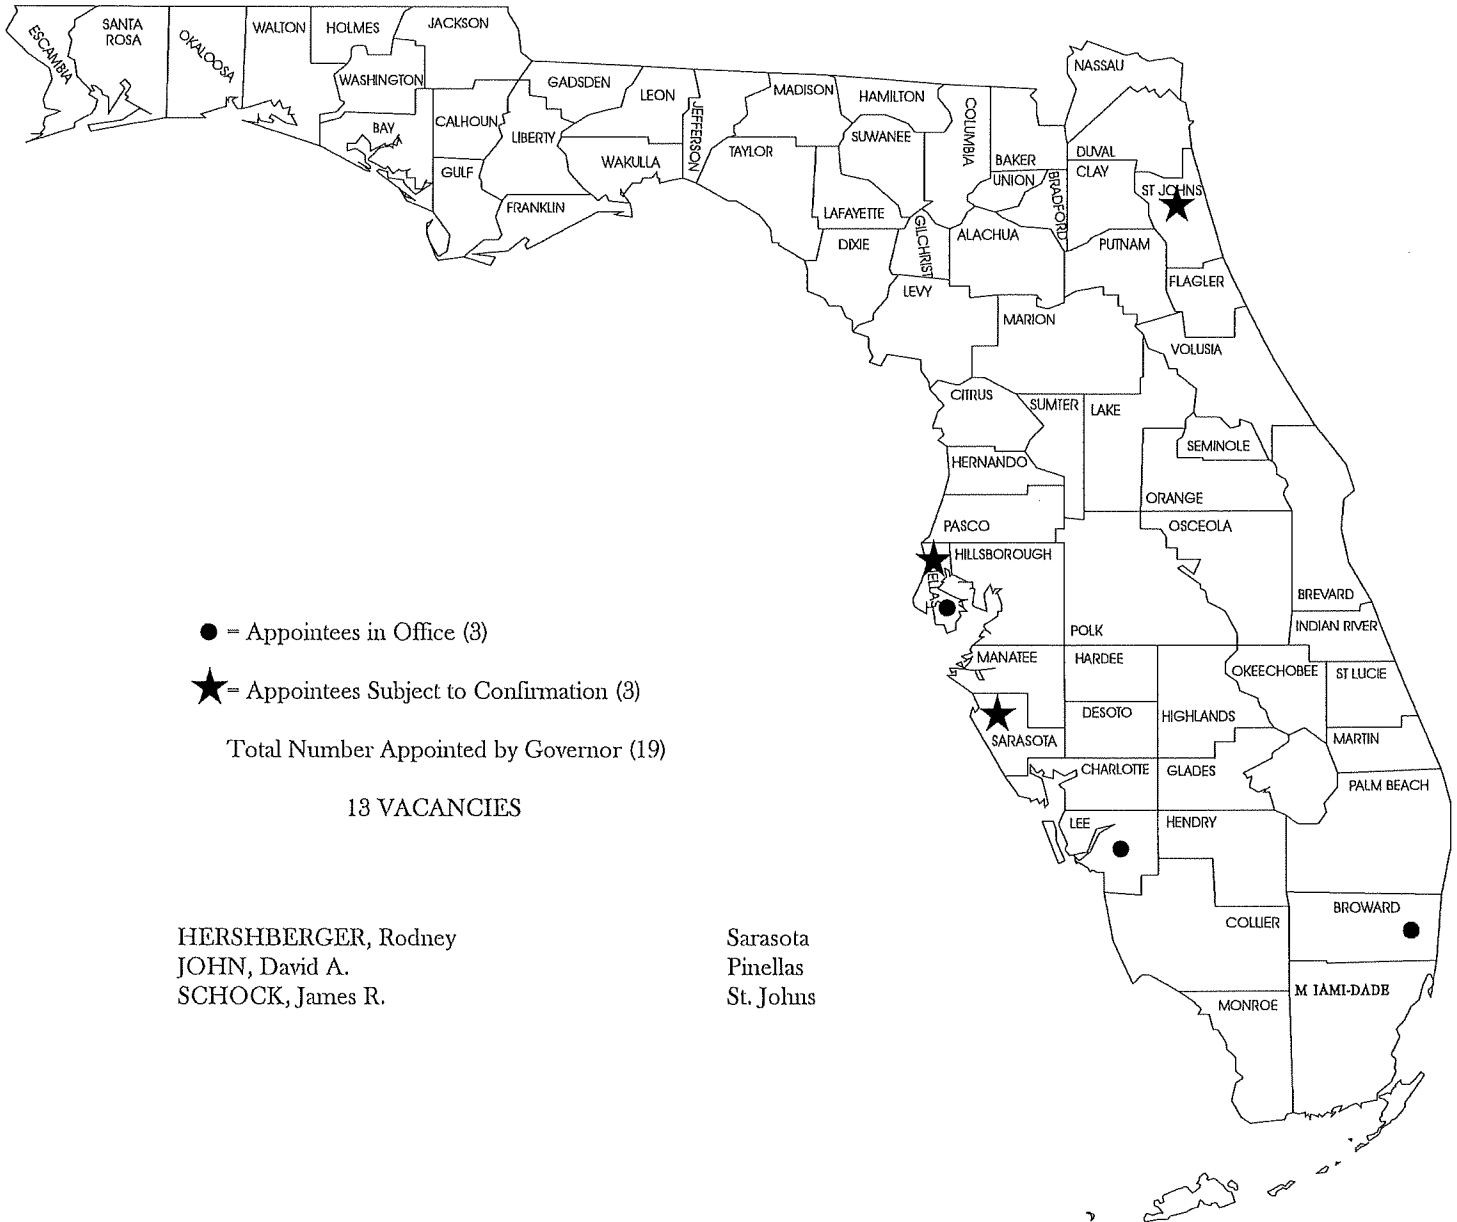 ESCAMBIA
SANTA
ROSA
OKALOOSA
WALTON
HOLMES
JACKSON
WASHINGTON
BAY
CALHOUN
GULF
GADSDEN
LIBERTY
FRANKLIN
LEON
WAKULLA
JEFFERSON
MADISON
TAYLOR
HAMILTON
SUWANEE
LAFAYETTE
DIXIE
COLUMBIA
GILCHRIST
LEVY
BAKER
UNION
BRADFORD
ALACHUA
NASSAU
DUVAL
CLAY
ST JOHNS
PUTNAM
FLAGLER
MARION
VOLUSIA
CITRUS
SUMTER
LAKE
SEMINOLE
HERNANDO
ORANGE
PASCO
OSCEOLA
HILLSBOROUGH
BREVARD
POLK
INDIAN RIVER
MANATEE
HARDEE
OKEECHOBEE
ST LUCIE
DESOTO
HIGHLANDS
SARASOTA
MARTIN
CHARLOTTE
GLADES
PALM BEACH
LEE
HENDRY
COLLIER
BROWARD
MONROE
M IAMI-DADE
= Appointees in Office (3)
= Appointees Subject to Confirmation (3)
Total Number Appointed by Governor (19)
13 VACANCIES
HERSHBERGER, Rodney Sarasota
JOHN, David A. Pinellas
SCHOCK, James R. St. Johns